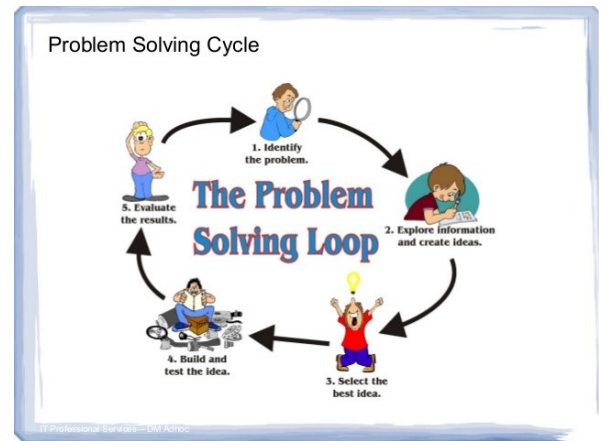 Problem Solving Cycle
1. Identify
the problem.
The Problem
Solving Loop
2. Explore information
and create ideas.
3. Select the
best idea.
4. Build and
test the idea.
5. Evaluate
the results.
IT Professional Services – DM Adhoc